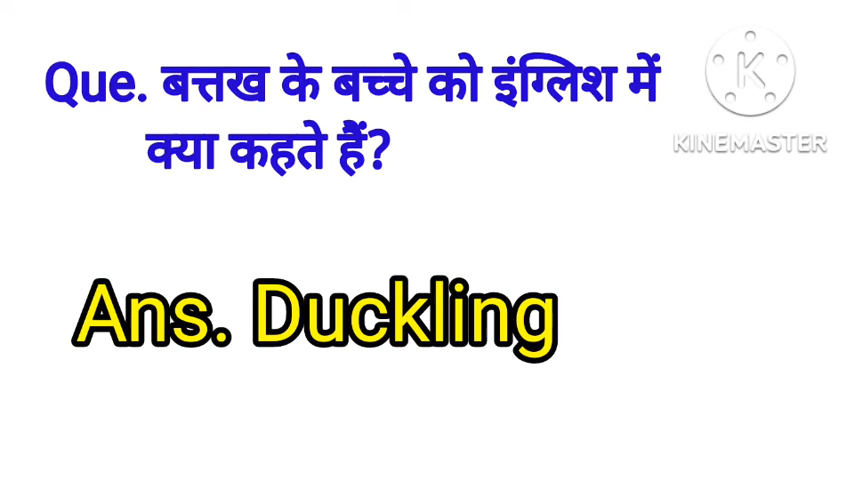 Que. बत्तख के बच्चे को इंग्लिश में
क्या कहते हैं?
KINEMASTER
Ans. Duckling